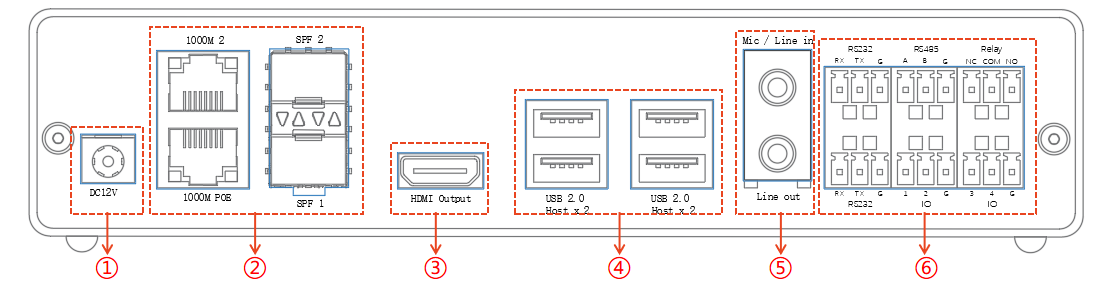 1000M 2
SPF 2
Mic / Line in
RS232
RS485
Relay
RX TX G
A B G
NC COM NO
DC12V
1000M POE
SPF 1
HDMI Output
USB 2.0
Host x 2
USB 2.0
Host x 2
Line out
RX TX G
1 2 G
3 4 G
RS232
IO
IO
① ② ③ ④ ⑤ ⑥